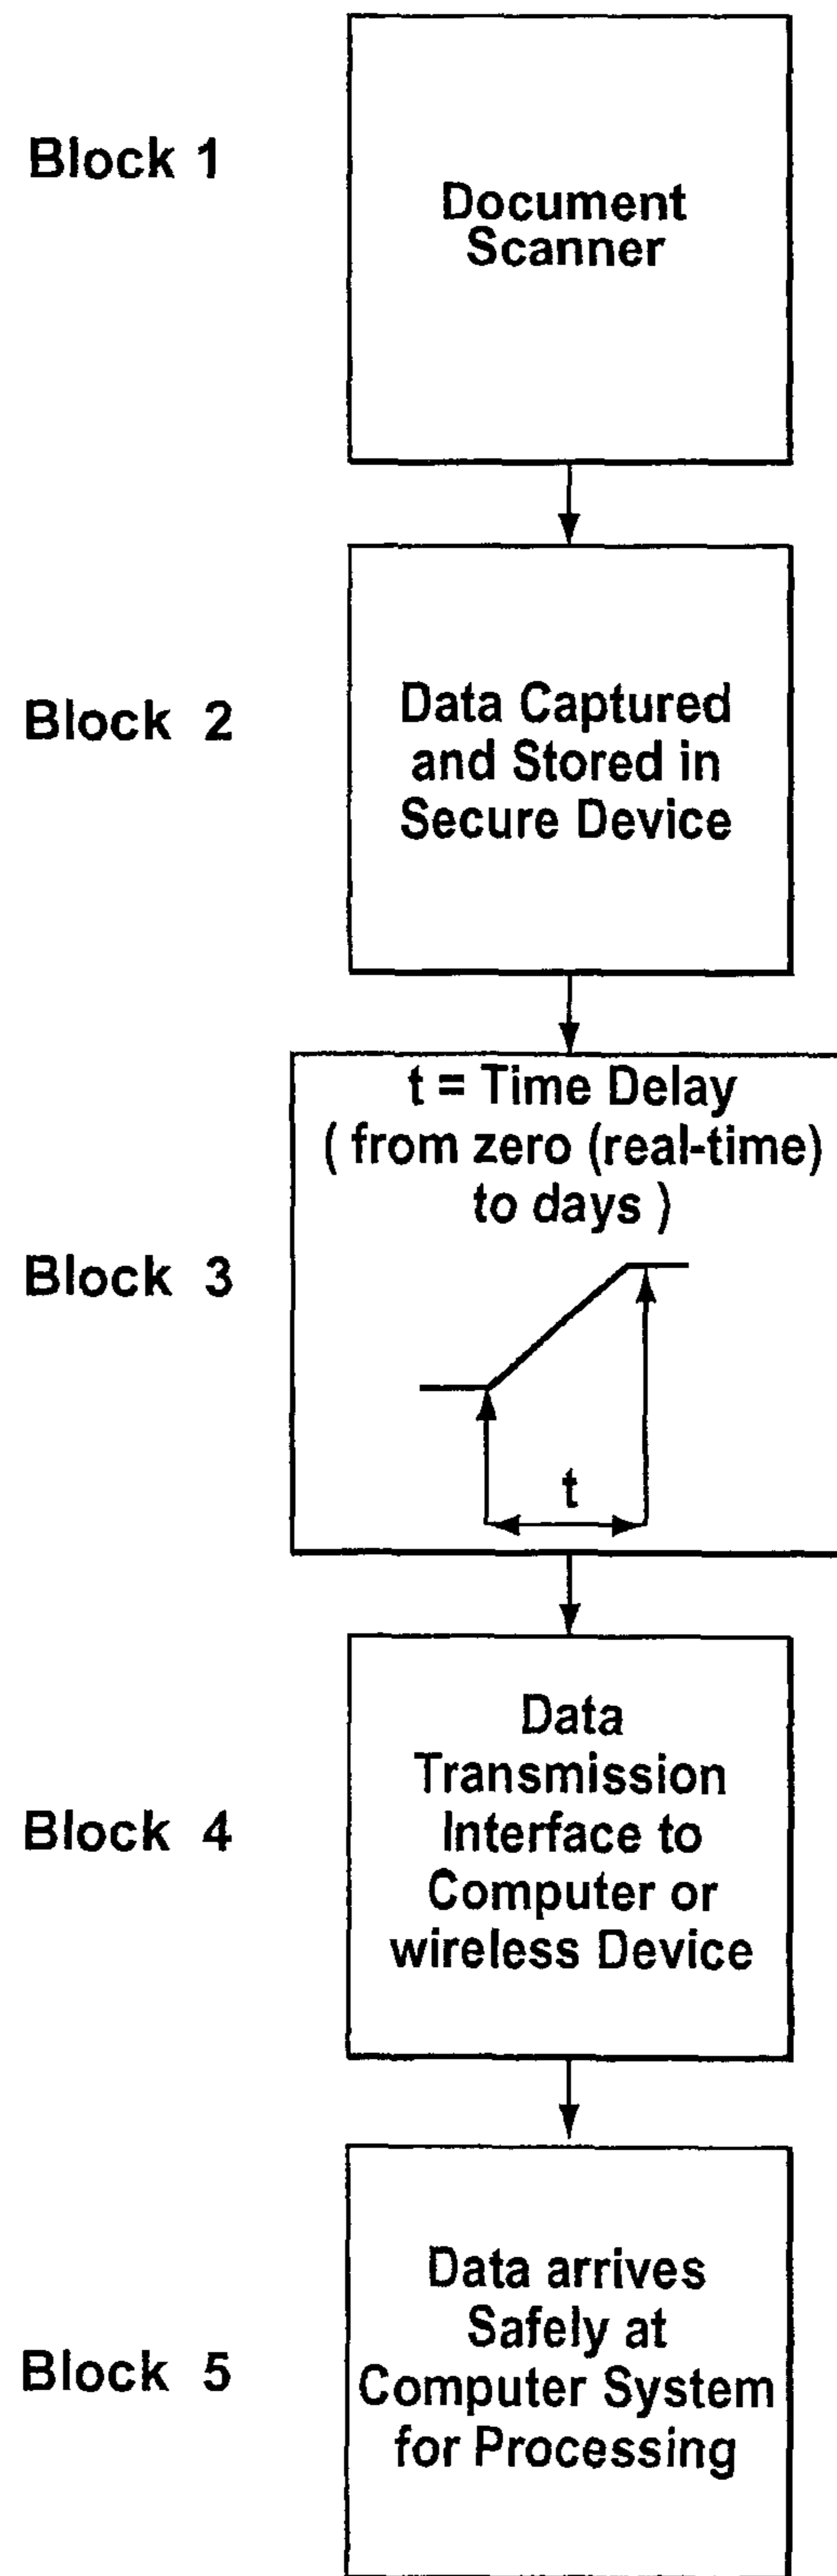 Block 1
Document
Scanner
Block 2
Data Captured
and Stored in
Secure Device
t = Time Delay
( from zero (real-time)
to days )
Block 3
t
Data
Transmission
Interface to
Computer or
wireless Device
Block 4
Data arrives
Safely at
Computer System
for Processing
Block 5